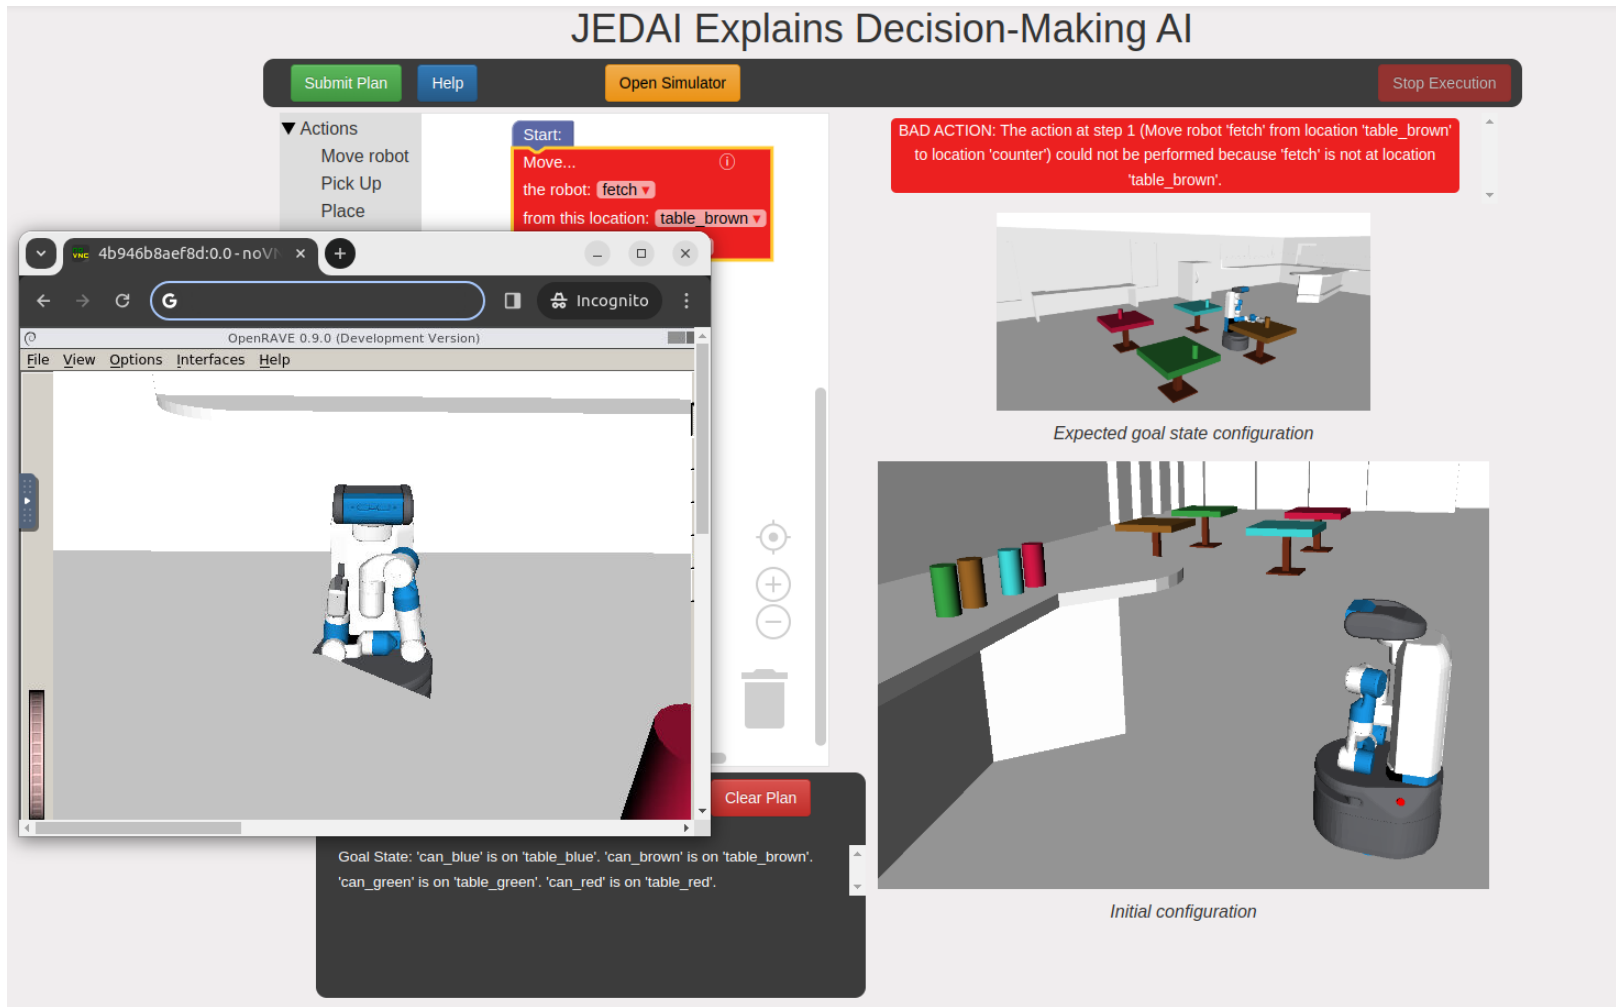 JEDAI Explains Decision-Making AI
Submit Plan
Help
Open Simulator
Stop Execution
▼ Actions
Move robot
Pick Up
Place
Start:
Move...
the robot: fetch ▾
from this location: table_brown ▾
BAD ACTION: The action at step 1 (Move robot 'fetch' from location 'table_brown'
to location 'counter') could not be performed because 'fetch' is not at location
'table_brown'.
Expected goal state configuration
Initial configuration
4b946b8aef8d:0.0 - noVN
Incognito
OpenRAVE 0.9.0 (Development Version)
File View Options Interfaces Help
Clear Plan
Goal State: 'can_blue' is on 'table_blue'. 'can_brown' is on 'table_brown'.
'can_green' is on 'table_green'. 'can_red' is on 'table_red'.